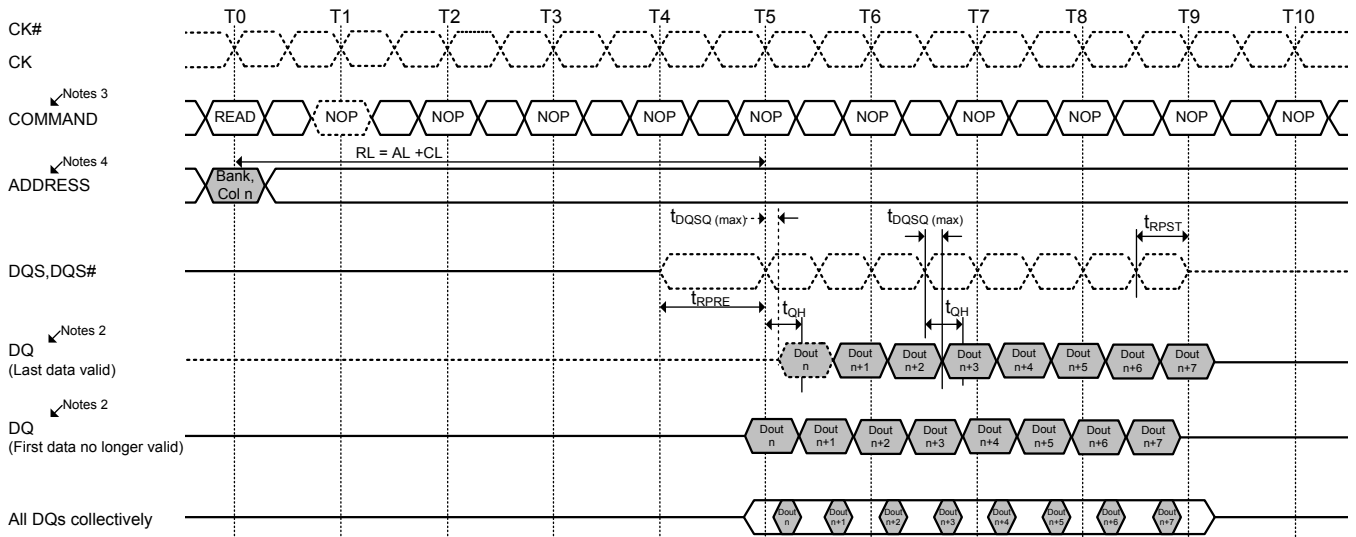 T0 T1 T2 T3 T4 T5 T6 T7 T8 T9 T10
CK#
CK
Notes 3
COMMAND
READ NOP NOP NOP NOP NOP NOP NOP NOP NOP NOP
RL = AL +CL
Notes 4
ADDRESS
Bank,
Col n
tDQSQ (max) tDQSQ (max) tRPST
DQS,DQS#
tRPRE tQH tQH
Notes 2
DQ
(Last data valid)
Dout n Dout n+1 Dout n+2 Dout n+3 Dout n+4 Dout n+5 Dout n+6 Dout n+7
Notes 2
DQ
(First data no longer valid)
Dout n Dout n+1 Dout n+2 Dout n+3 Dout n+4 Dout n+5 Dout n+6 Dout n+7
All DQs collectively
Dout n Dout n+1 Dout n+2 Dout n+3 Dout n+4 Dout n+5 Dout n+6 Dout n+7